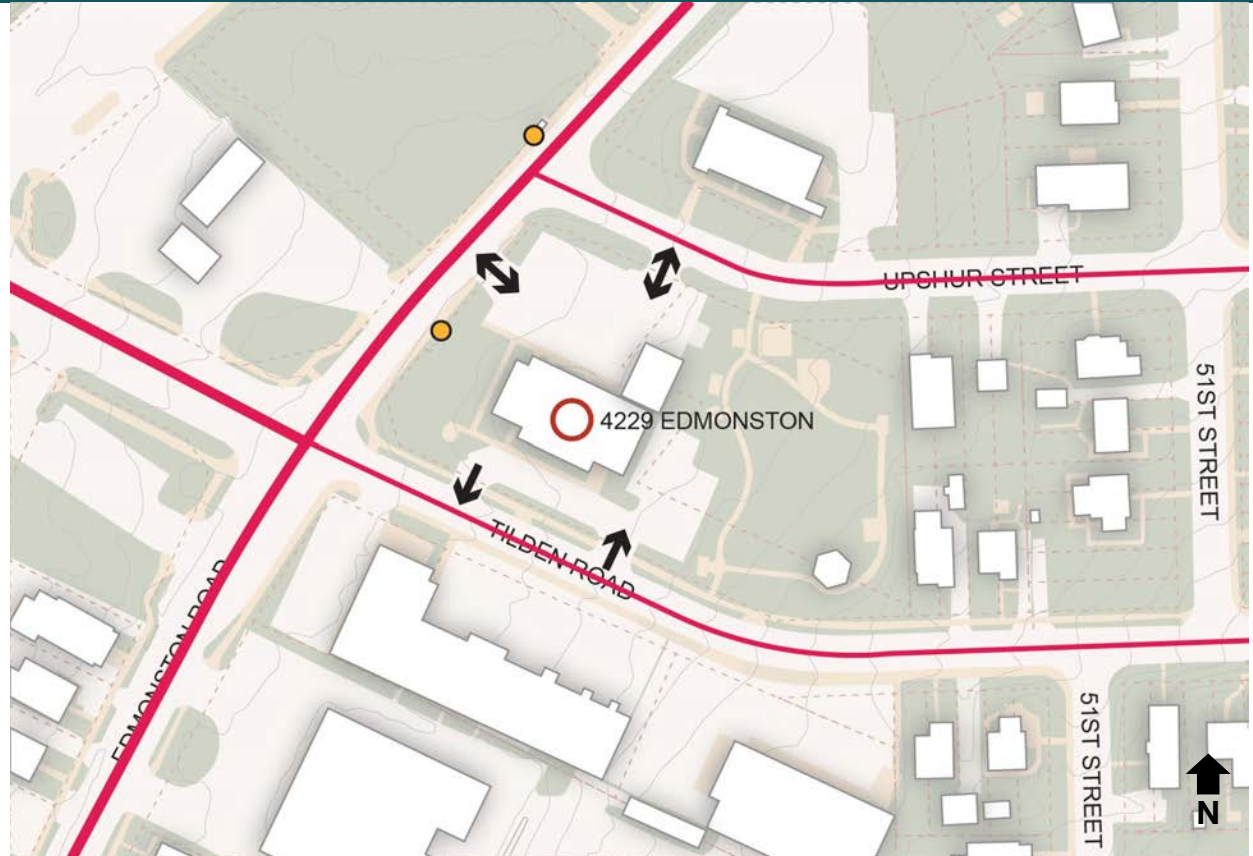 UPSHUR STREET
4229 EDMONSTON
51ST STREET
TILDEN ROAD
EDMONSTON ROAD
51ST STREET
N